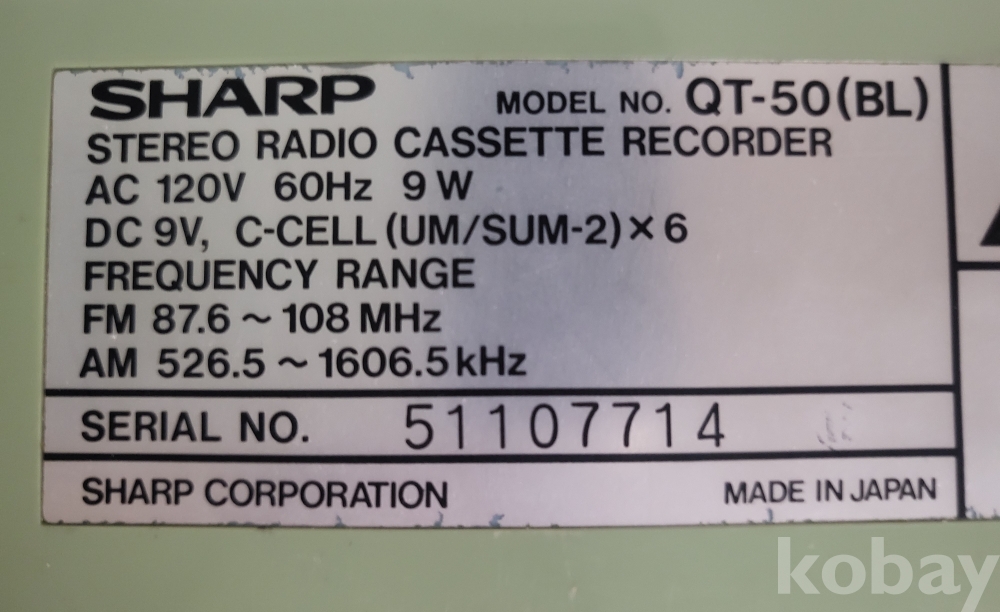 SHARP MODEL NO. QT-50(BL)
STEREO RADIO CASSETTE RECORDER
AC 120V 60Hz 9 W
DC 9V, C-CELL (UM/SUM-2) × 6
FREQUENCY RANGE
FM 87.6 ~ 108 MHz
AM 526.5 ~ 1606.5 kHz
SERIAL NO. 51107714
SHARP CORPORATION MADE IN JAPAN
kobay